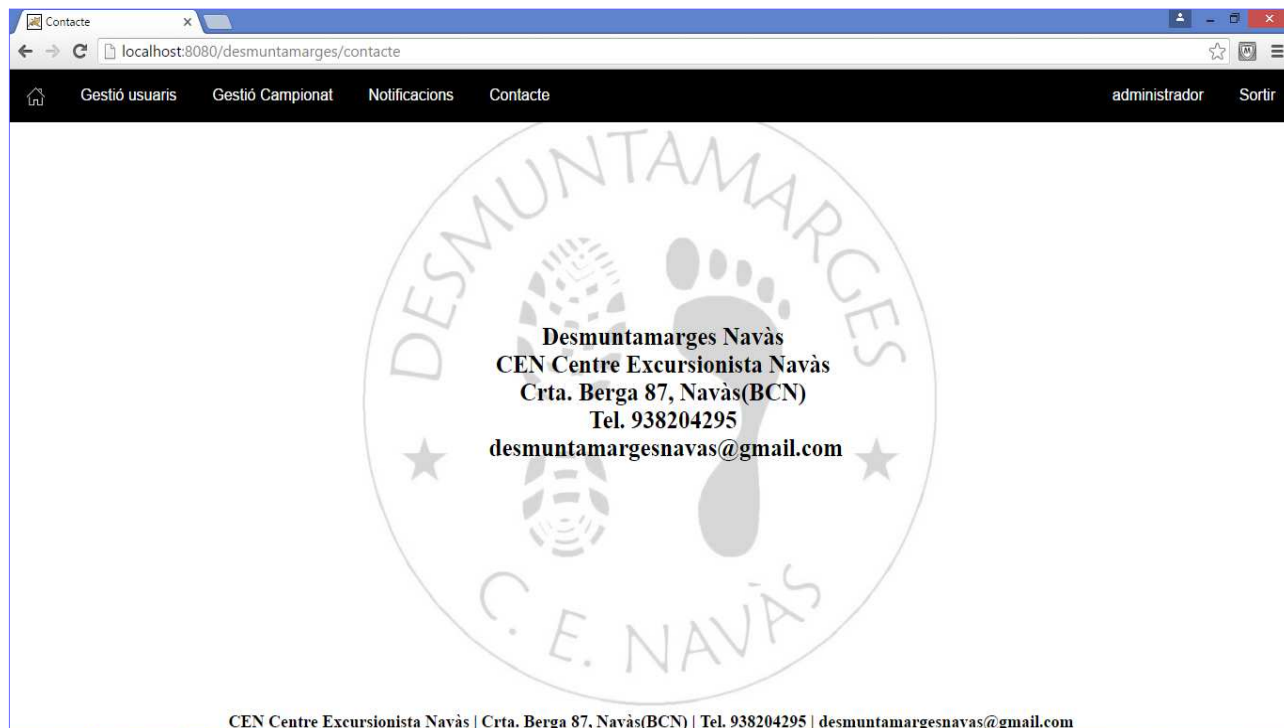 Contacte
localhost:8080/desmuntamarges/contacte
Gestió usuaris Gestió Campionat Notificacions Contacte administrador Sortir
DESMUNTAMARGES
Desmuntamarges Navàs
CEN Centre Excursionista Navàs
Crta. Berga 87, Navàs(BCN)
Tel. 938204295
desmuntamargesnavas@gmail.com
C. E. NAVÀS
CEN Centre Excursionista Navàs | Crta. Berga 87, Navàs(BCN) | Tel. 938204295 | desmuntamargesnavas@gmail.com